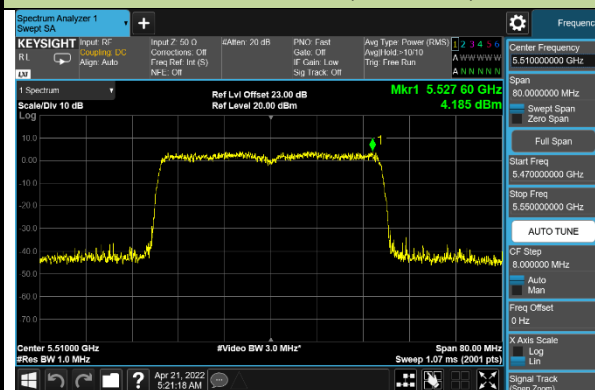 Spectrum Analyzer 1
Swept SA
+
Frequenc
KEYSIGHT
RL
LXI
Input: RF
Coupling: DC
Align: Auto
Input Z: 50 Ω
Corrections: Off
Freq Ref: Int (S)
NFE: Off
#Atten: 20 dB
PNO: Fast
Gate: Off
IF Gain: Low
Sig Track: Off
Avg Type: Power (RMS)
Avg|Hold:>10/10
Trig: Free Run
1 2 3 4 5 6
A W W W W W
A N N N N N
1 Spectrum
Scale/Div 10 dB
Log
Ref Lvl Offset 23.00 dB
Ref Level 20.00 dBm
Mkr1 5.527 60 GHz
4.185 dBm
1
10.0
0.00
-10.0
-20.0
-30.0
-40.0
-50.0
-60.0
-70.0
Center 5.51000 GHz
#Res BW 1.0 MHz
#Video BW 3.0 MHz*
Span 80.00 MHz
Sweep 1.07 ms (2001 pts)
Center Frequency
5.510000000 GHz
Span
80.0000000 MHz
Swept Span
Zero Span
Full Span
Start Freq
5.470000000 GHz
Stop Freq
5.550000000 GHz
AUTO TUNE
CF Step
8.000000 MHz
Auto
Man
Freq Offset
0 Hz
X Axis Scale
Log
Lin
Signal Track
(Span Zoom)
?
Apr 21, 2022
5:21:18 AM